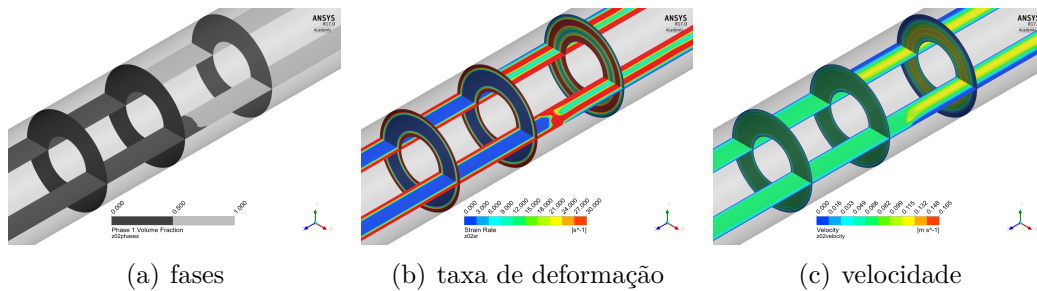 ANSYS
R17.0
Academic
0.000
0.500
1.000
Phase 1.Volume Fraction
z02phases
(a) fases
ANSYS
R17.0
Academic
0.000
3.000
6.000
9.000
12.000
15.000
18.000
21.000
24.000
27.000
30.000
Strain Rate
[s^-1]
z02sr
(b) taxa de deformação
ANSYS
R17.0
Academic
0.000
0.016
0.033
0.049
0.066
0.082
0.099
0.115
0.132
0.148
0.165
Velocity
[m s^-1]
z02velocity
(c) velocidade